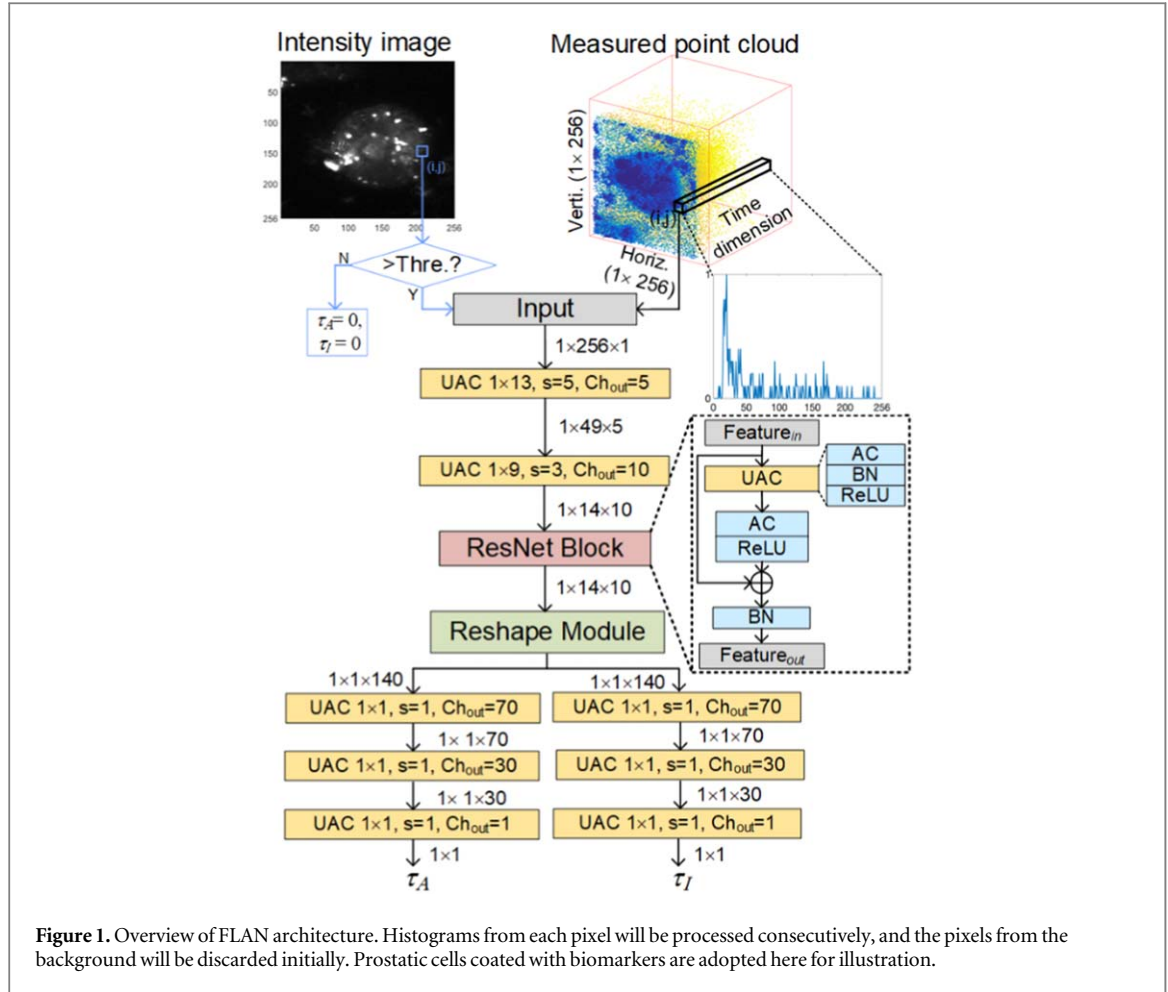 Intensity image
Measured point cloud
50
100
150
200
256
50 100 150 200 256
(i,j)
Verti. (1× 256)
(i,j)
Time
dimension
Horiz.
(1× 256)
>Thre.?
N
Y
τA= 0,
τI = 0
Input
1
0
0 50 100 150 200 256
1×256×1
UAC 1×13, s=5, Chout=5
1×49×5
UAC 1×9, s=3, Chout=10
1×14×10
ResNet Block
1×14×10
Reshape Module
Featurein
UAC
AC
BN
ReLU
AC
ReLU
BN
Featureout
1×1×140
1×1×140
UAC 1×1, s=1, Chout=70
UAC 1×1, s=1, Chout=70
1× 1×70
1×1×70
UAC 1×1, s=1, Chout=30
UAC 1×1, s=1, Chout=30
1× 1×30
1×1×30
UAC 1×1, s=1, Chout=1
UAC 1×1, s=1, Chout=1
1×1
1×1
τA
τI
Figure 1. Overview of FLAN architecture. Histograms from each pixel will be processed consecutively, and the pixels from the
background will be discarded initially. Prostatic cells coated with biomarkers are adopted here for illustration.